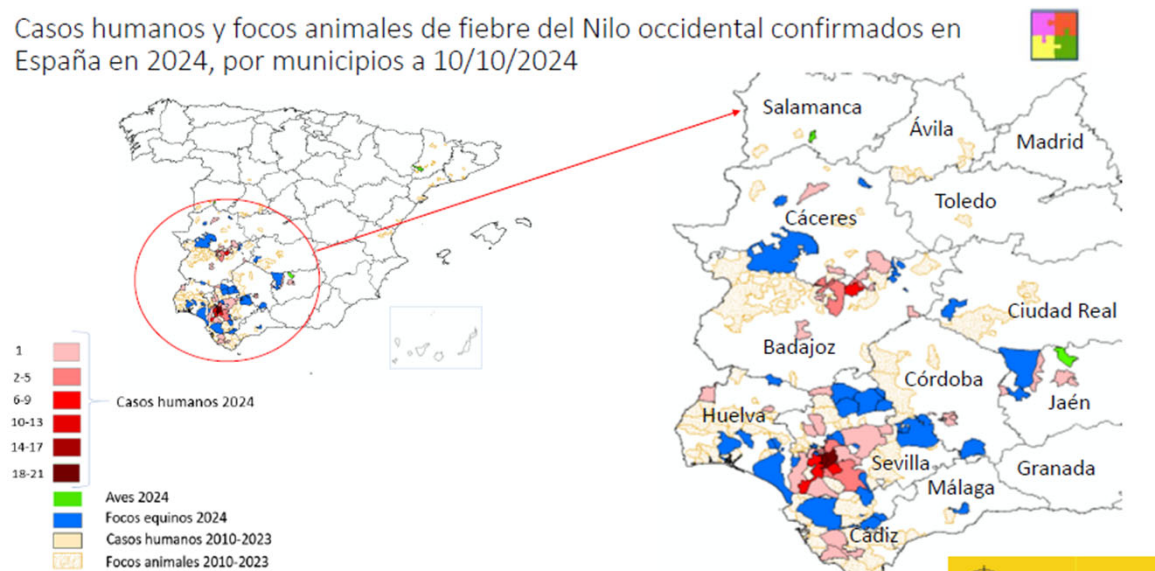 Casos humanos y focos animales de fiebre del Nilo occidental confirmados en
España en 2024, por municipios a 10/10/2024
Salamanca
Ávila
Madrid
Toledo
Cáceres
Ciudad Real
Badajoz
Córdoba
Jaén
Huelva
Sevilla
Granada
Málaga
Cádiz
1
2-5
6-9
10-13
14-17
18-21
Casos humanos 2024
Aves 2024
Focos equinos 2024
Casos humanos 2010-2023
Focos animales 2010-2023